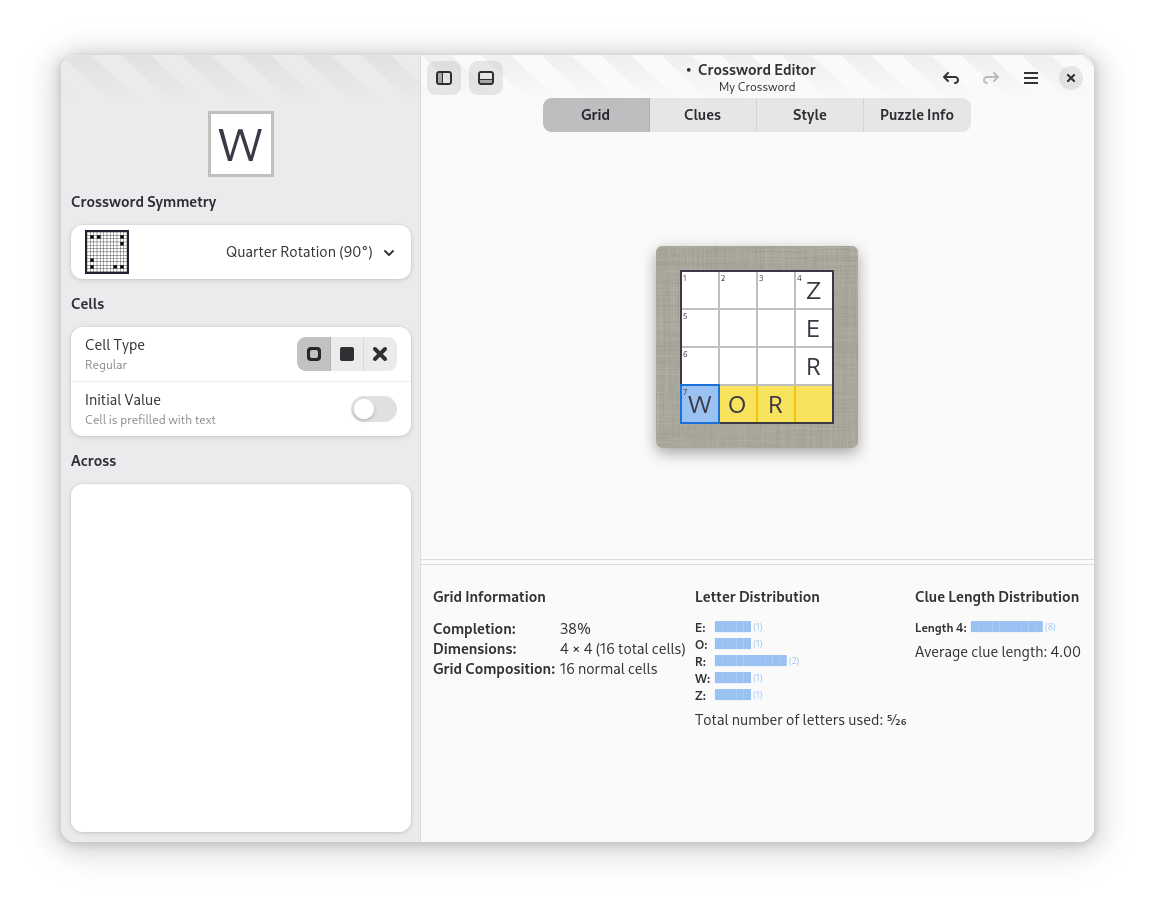 W
Crossword Symmetry
Quarter Rotation (90°)
Cells
Cell Type
Regular
Initial Value
Cell is prefilled with text
Across
• Crossword Editor
My Crossword
Grid Clues Style Puzzle Info
1 2 3 4 Z
5 E
6 R
7 W O R
Grid Information
Completion: 38%
Dimensions: 4 × 4 (16 total cells)
Grid Composition: 16 normal cells
Letter Distribution
E: (1)
O: (1)
R: (2)
W: (1)
Z: (1)
Total number of letters used: ⁵⁄₂₆
Clue Length Distribution
Length 4: (8)
Average clue length: 4.00